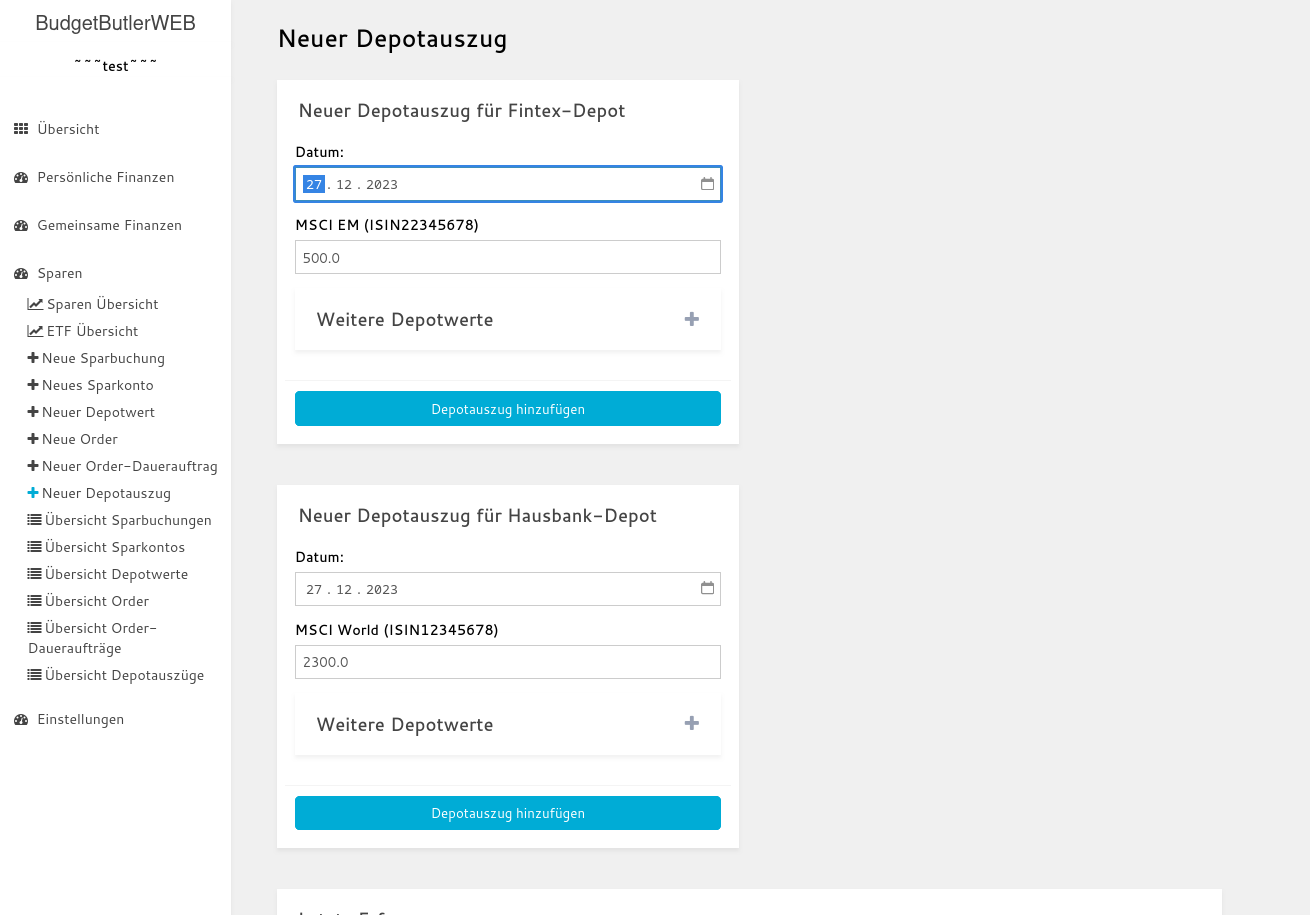 BudgetButlerWEB
~~~test~~~
Übersicht
Persönliche Finanzen
Gemeinsame Finanzen
Sparen
Sparen Übersicht
ETF Übersicht
Neue Sparbuchung
Neues Sparkonto
Neuer Depotwert
Neue Order
Neuer Order-Dauerauftrag
Neuer Depotauszug
Übersicht Sparbuchungen
Übersicht Sparkontos
Übersicht Depotwerte
Übersicht Order
Übersicht Order-
Daueraufträge
Übersicht Depotauszüge
Einstellungen
Neuer Depotauszug
Neuer Depotauszug für Fintex-Depot
Datum:
27 . 12 . 2023
MSCI EM (ISIN22345678)
500.0
Weitere Depotwerte
Depotauszug hinzufügen
Neuer Depotauszug für Hausbank-Depot
Datum:
27 . 12 . 2023
MSCI World (ISIN12345678)
2300.0
Weitere Depotwerte
Depotauszug hinzufügen